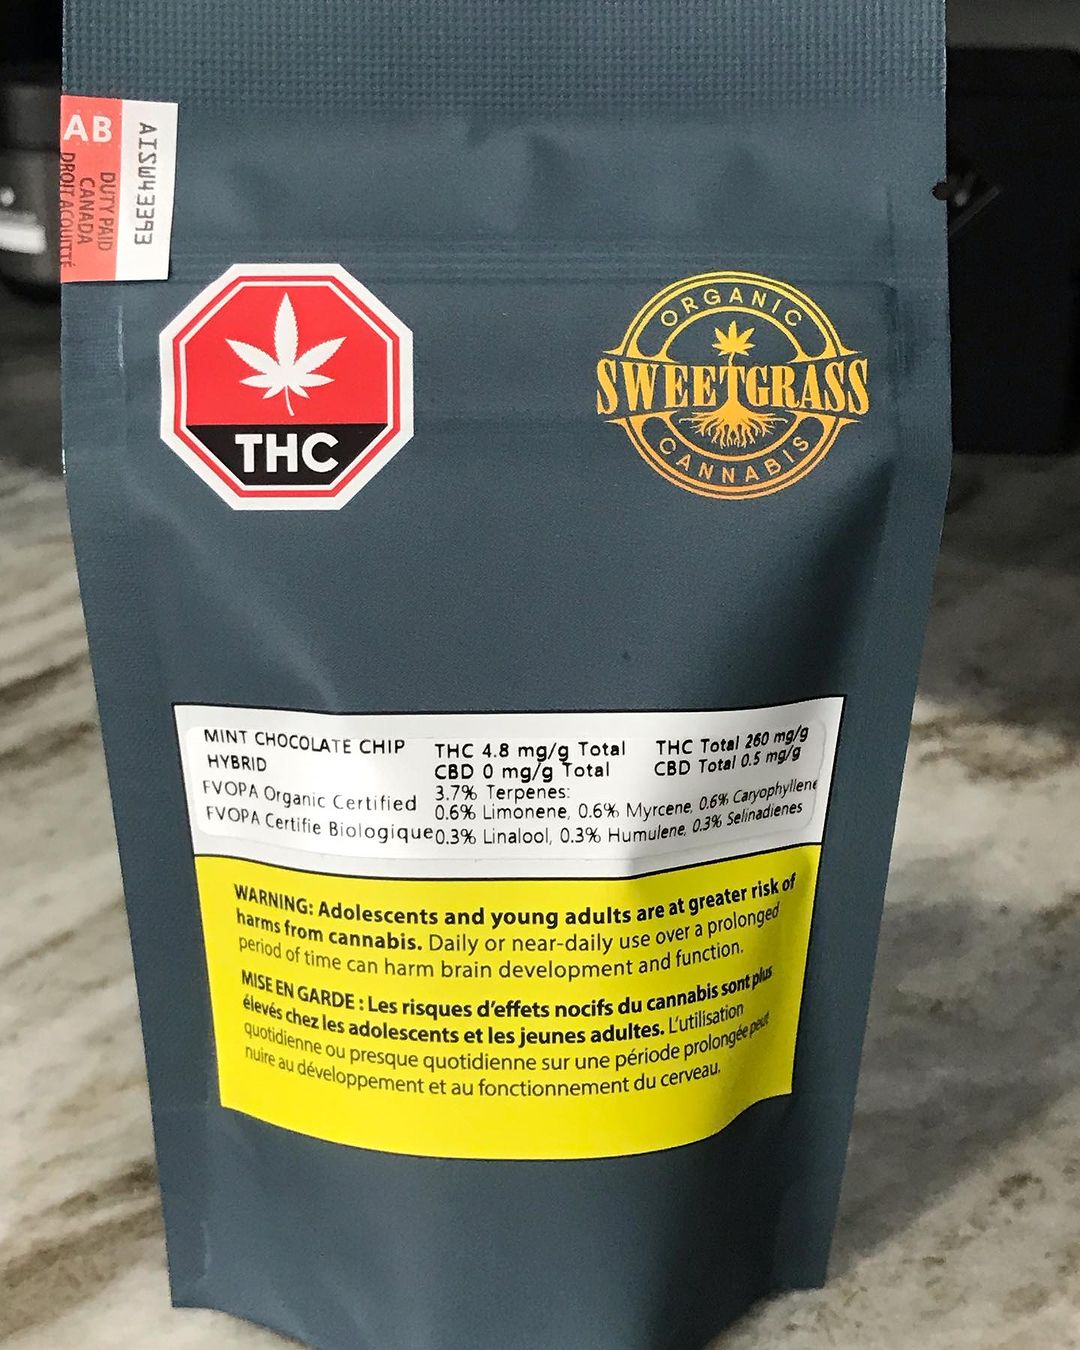 AB
DUTY PAID
CANADA
DROIT ACQUITTÉ
AISW43393
THC
ORGANIC
SWEETGRASS
CANNABIS
MINT CHOCOLATE CHIP
HYBRID
FVOPA Organic Certified
FVOPA Certifie Biologique
THC 4.8 mg/g Total
CBD 0 mg/g Total
THC Total 260 mg/g
CBD Total 0.5 mg/g
3.7% Terpenes:
0.6% Limonene, 0.6% Myrcene, 0.6% Caryophyllene
0.3% Linalool, 0.3% Humulene, 0.3% Selinadienes
WARNING: Adolescents and young adults are at greater risk of
harms from cannabis. Daily or near-daily use over a prolonged
period of time can harm brain development and function.
MISE EN GARDE : Les risques d’effets nocifs du cannabis sont plus
élevés chez les adolescents et les jeunes adultes. L’utilisation
quotidienne ou presque quotidienne sur une période prolongée peut
nuire au développement et au fonctionnement du cerveau.